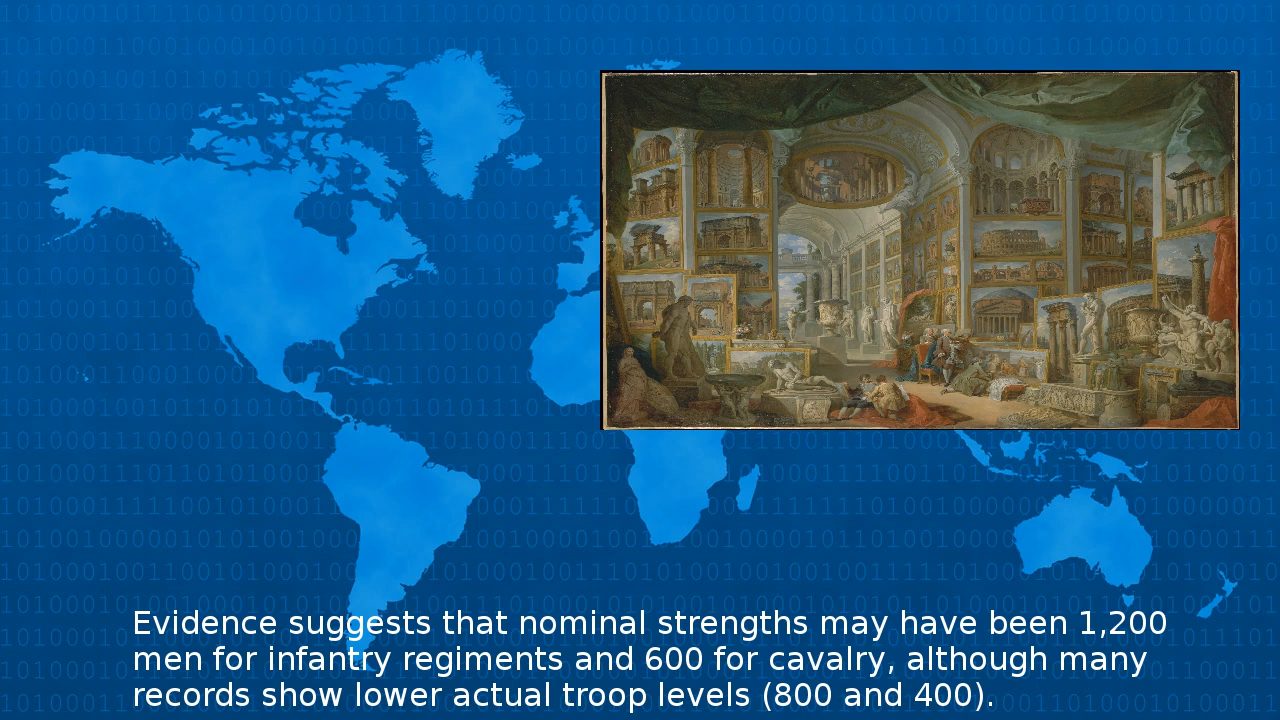 Evidence suggests that nominal strengths may have been 1,200
men for infantry regiments and 600 for cavalry, although many
records show lower actual troop levels (800 and 400).